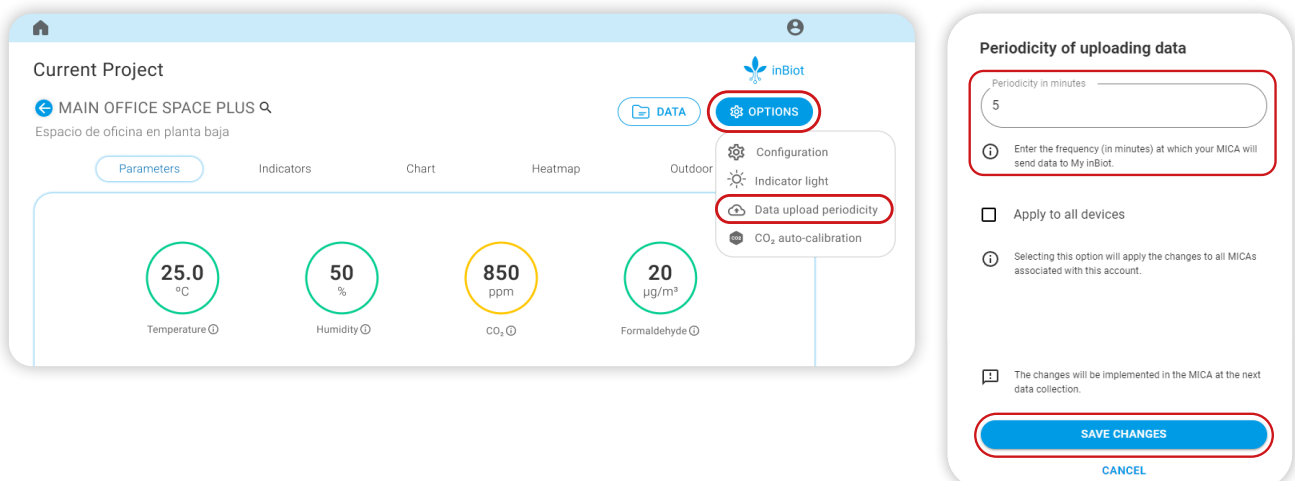 Current Project
inBiot
MAIN OFFICE SPACE PLUS
Espacio de oficina en planta baja
DATA
OPTIONS
Configuration
Indicator light
Data upload periodicity
CO2
CO₂ auto-calibration
Parameters
Indicators
Chart
Heatmap
Outdoor
25.0
ºC
Temperature
50
%
Humidity
850
ppm
CO₂
20
µg/m³
Formaldehyde
Periodicity of uploading data
Periodicity in minutes
5
Enter the frequency (in minutes) at which your MICA will
send data to My inBiot.
Apply to all devices
Selecting this option will apply the changes to all MICAs
associated with this account.
The changes will be implemented in the MICA at the next
data collection.
SAVE CHANGES
CANCEL